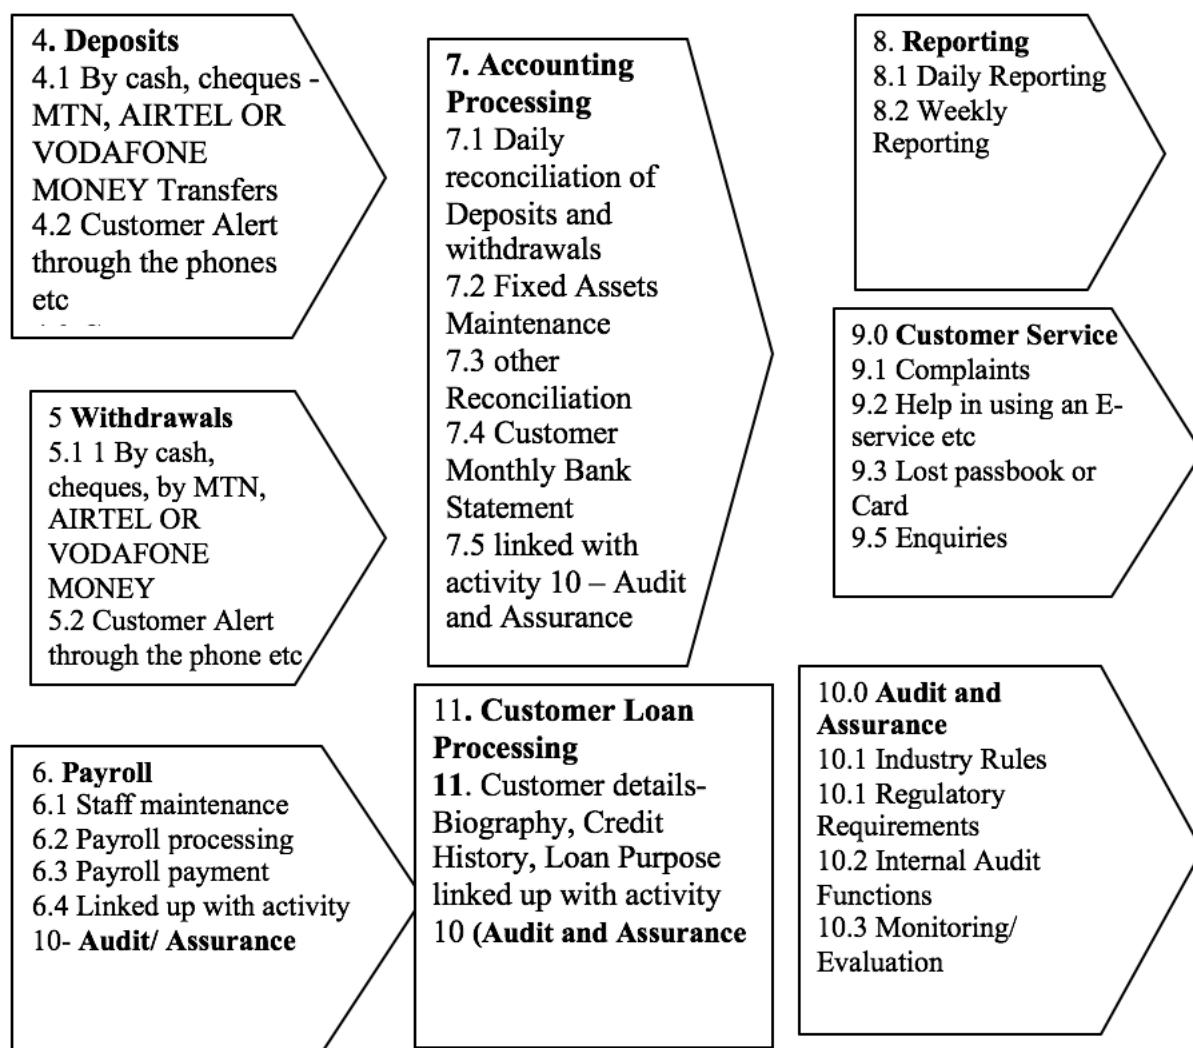 4. Deposits
4.1 By cash, cheques -
MTN, AIRTEL OR
VODAFONE
MONEY Transfers
4.2 Customer Alert
through the phones
etc
5 Withdrawals
5.1 1 By cash,
cheques, by MTN,
AIRTEL OR
VODAFONE
MONEY
5.2 Customer Alert
through the phone etc
6. Payroll
6.1 Staff maintenance
6.2 Payroll processing
6.3 Payroll payment
6.4 Linked up with activity
10- Audit/ Assurance
7. Accounting
Processing
7.1 Daily
reconciliation of
Deposits and
withdrawals
7.2 Fixed Assets
Maintenance
7.3 other
Reconciliation
7.4 Customer
Monthly Bank
Statement
7.5 linked with
activity 10 – Audit
and Assurance
11. Customer Loan
Processing
11. Customer details-
Biography, Credit
History, Loan Purpose
linked up with activity
10 (Audit and Assurance
8. Reporting
8.1 Daily Reporting
8.2 Weekly
Reporting
9.0 Customer Service
9.1 Complaints
9.2 Help in using an E-
service etc
9.3 Lost passbook or
Card
9.5 Enquiries
10.0 Audit and
Assurance
10.1 Industry Rules
10.1 Regulatory
Requirements
10.2 Internal Audit
Functions
10.3 Monitoring/
Evaluation